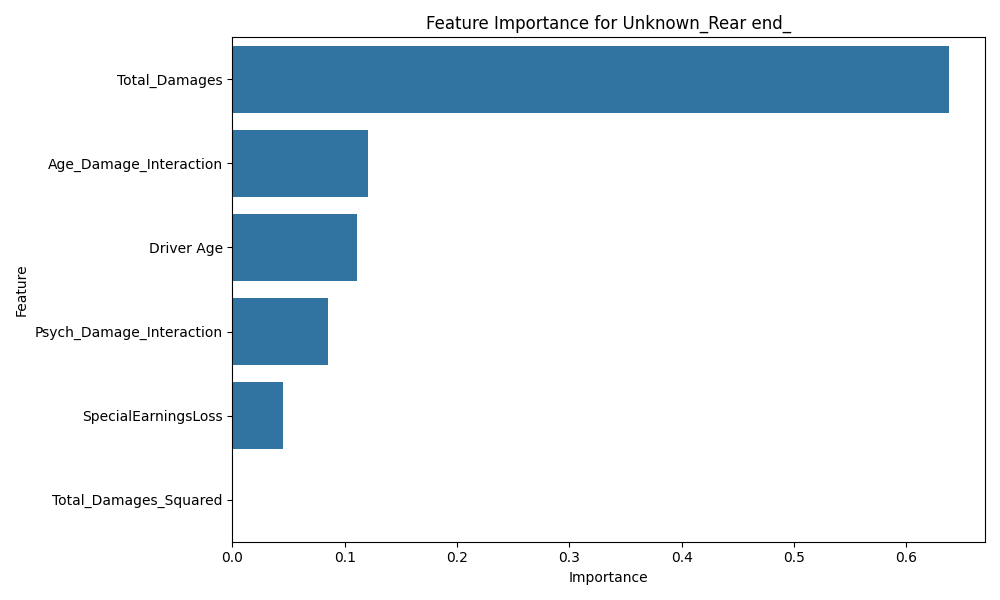 Feature Importance for Unknown_Rear end_
Feature
Total_Damages
Age_Damage_Interaction
Driver Age
Psych_Damage_Interaction
SpecialEarningsLoss
Total_Damages_Squared
0.0 0.1 0.2 0.3 0.4 0.5 0.6
Importance